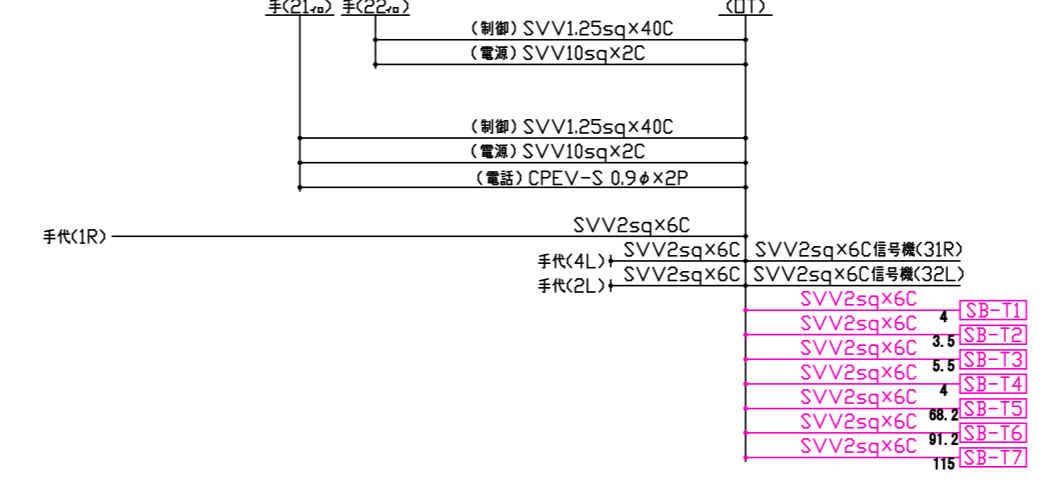 手(21イロ) 手(22イロ) (UT)
(制御) SVV1.25sq×40C
(電源) SVV10sq×2C
(制御) SVV1.25sq×40C
(電源) SVV10sq×2C
(電話) CPEV-S 0.9φ×2P
手代(1R) SVV2sq×6C
手代(4L) SVV2sq×6C SVV2sq×6C信号機(31R)
手代(2L) SVV2sq×6C SVV2sq×6C信号機(32L)
SVV2sq×6C 4 SB-T1
SVV2sq×6C 3.5 SB-T2
SVV2sq×6C 5.5 SB-T3
SVV2sq×6C 4 SB-T4
SVV2sq×6C 68.2 SB-T5
SVV2sq×6C 91.2 SB-T6
SVV2sq×6C 115 SB-T7